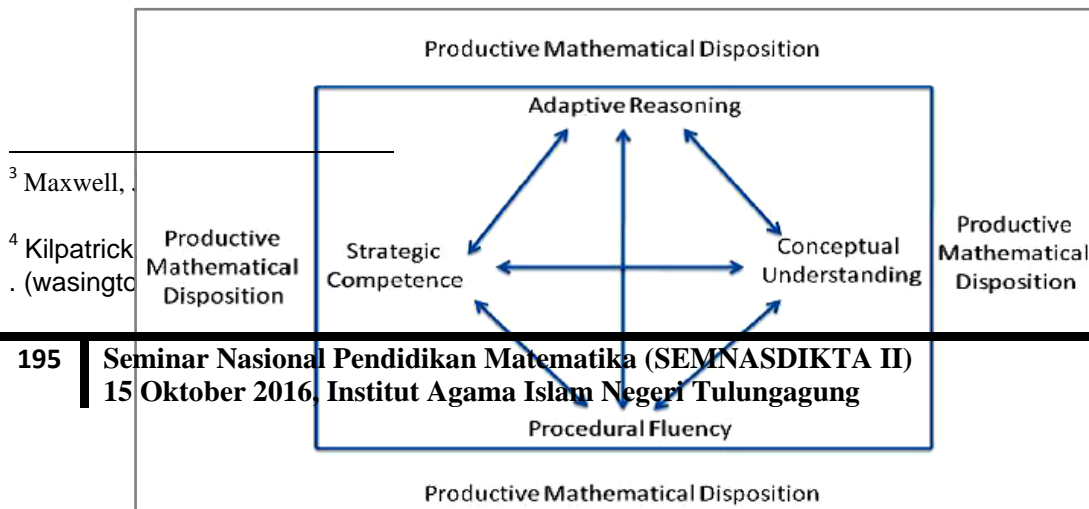 Productive Mathematical Disposition
Adaptive Reasoning
Productive
Mathematical
Disposition
Strategic
Competence
Conceptual
Understanding
Productive
Mathematical
Disposition
Procedural Fluency
Productive Mathematical Disposition
3 Maxwell,
4 Kilpatrick
. (wasingto
195
Seminar Nasional Pendidikan Matematika (SEMNASDIKTA II)
15 Oktober 2016, Institut Agama Islam Negeri Tulungagung